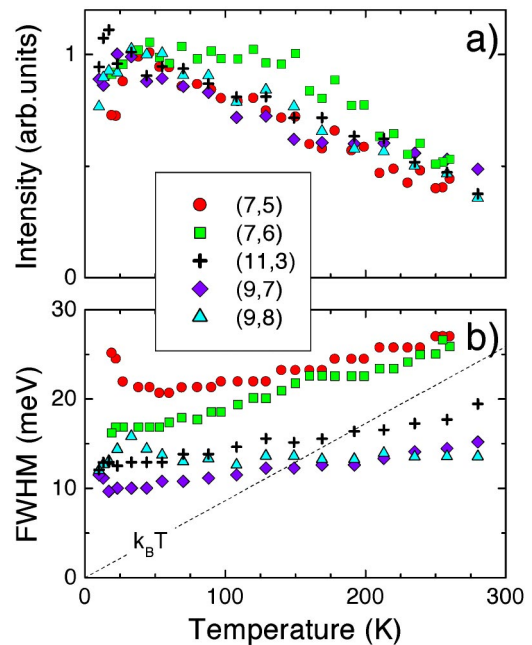 a)
Intensity (arb.units)
1
0
(7,5)
(7,6)
(11,3)
(9,7)
(9,8)
b)
FWHM (meV)
30
20
10
0
k_BT
0
100
200
300
Temperature (K)